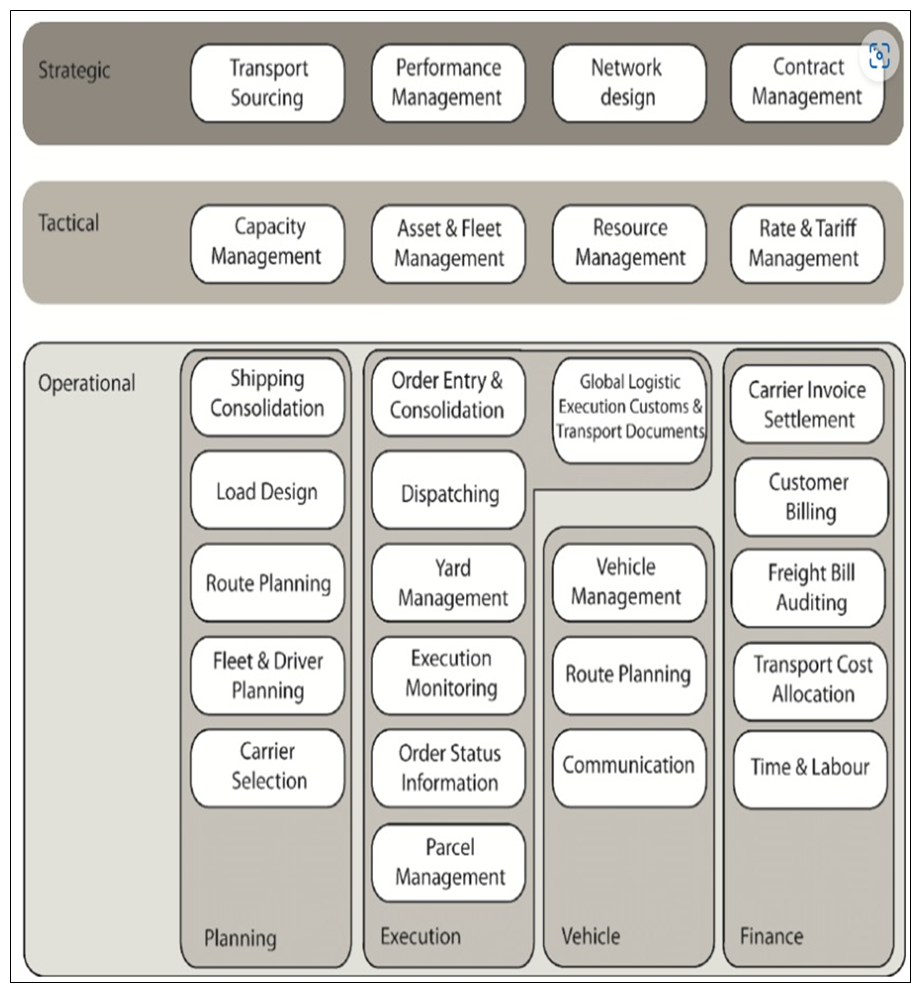 Strategic
Transport
Sourcing
Performance
Management
Network
design
Contract
Management
Tactical
Capacity
Management
Asset & Fleet
Management
Resource
Management
Rate & Tariff
Management
Operational
Shipping
Consolidation
Load Design
Route Planning
Fleet & Driver
Planning
Carrier
Selection
Planning
Order Entry &
Consolidation
Dispatching
Yard
Management
Execution
Monitoring
Order Status
Information
Parcel
Management
Execution
Global Logistic
Execution Customs &
Transport Documents
Vehicle
Management
Route Planning
Communication
Vehicle
Carrier Invoice
Settlement
Customer
Billing
Freight Bill
Auditing
Transport Cost
Allocation
Time & Labour
Finance